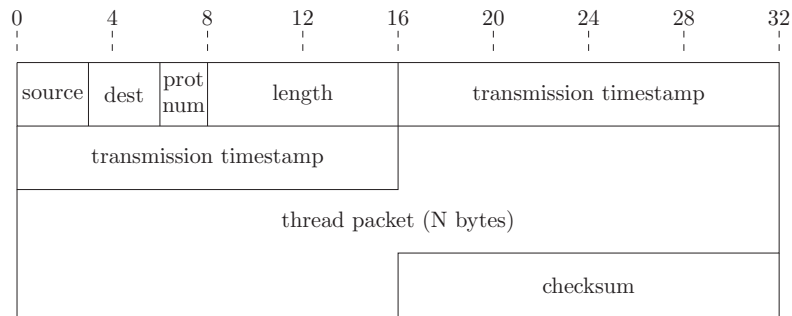 0 4 8 12 16 20 24 28 32
source dest prot num length transmission timestamp
transmission timestamp
thread packet (N bytes)
checksum